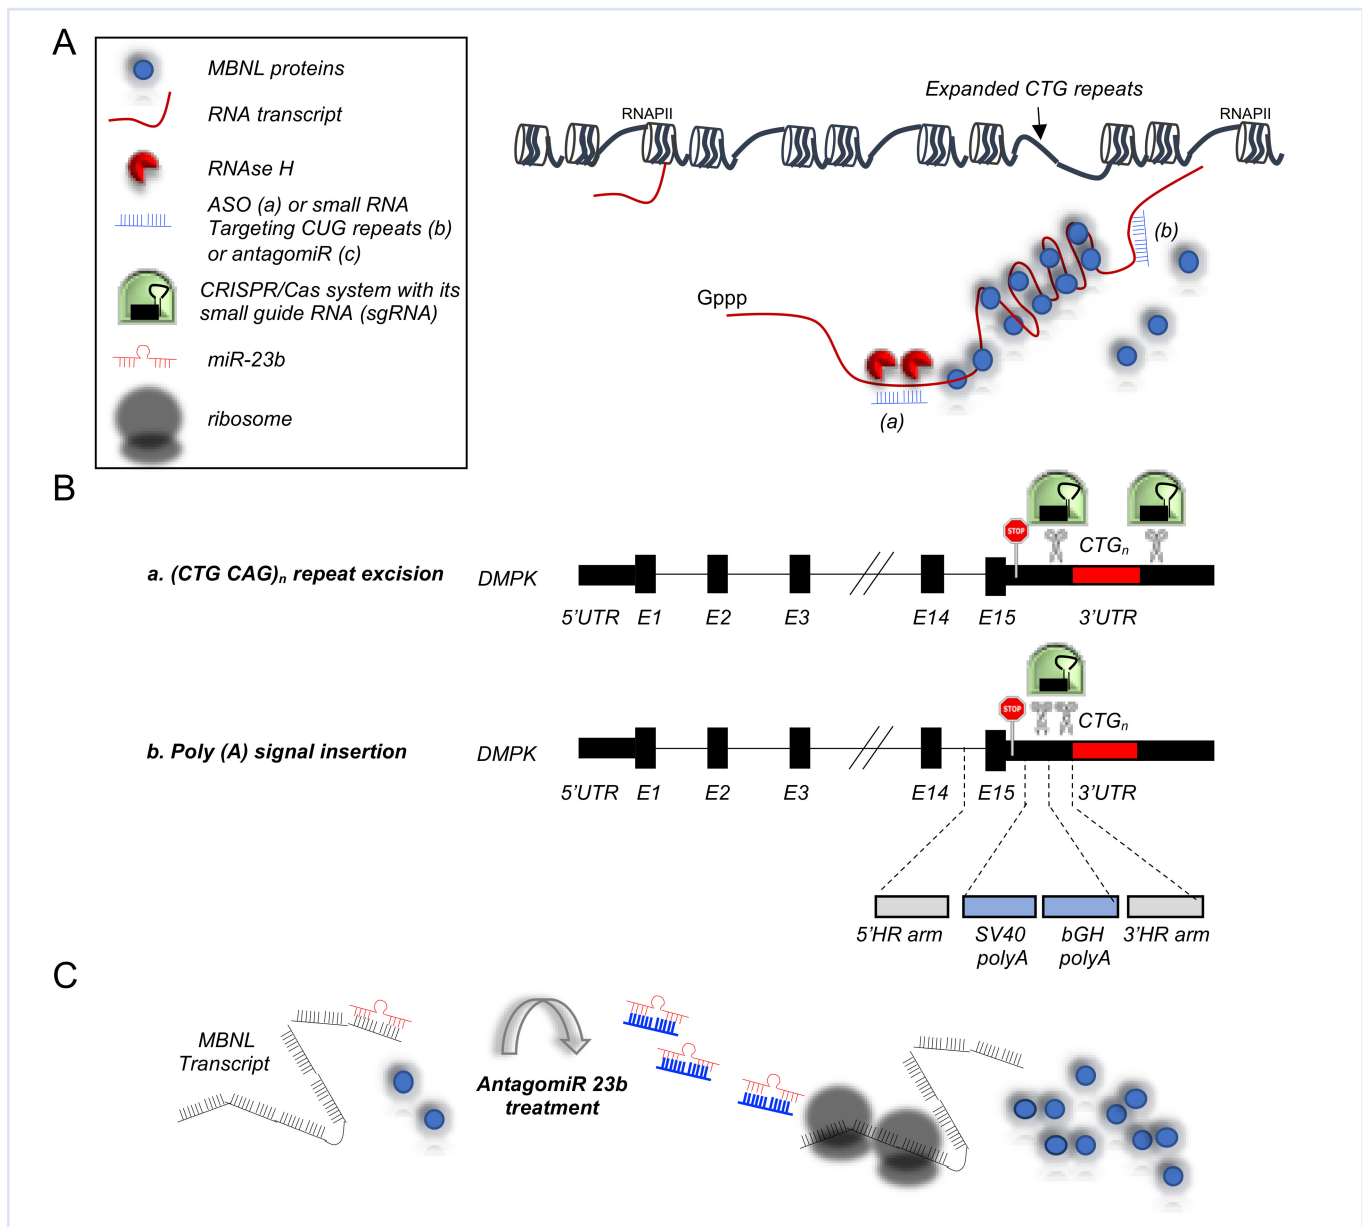 A
MBNL proteins
RNA transcript
RNAse H
ASO (a) or small RNA
Targeting CUG repeats (b)
or antagomiR (c)
CRISPR/Cas system with its
small guide RNA (sgRNA)
miR-23b
ribosome
Expanded CTG repeats
RNAPII
RNAPII
(b)
Gppp
(a)
B
STOP
CTGn
a. (CTG CAG)n repeat excision
DMPK
5'UTR E1 E2 E3 E14 E15 3'UTR
STOP
CTGn
b. Poly (A) signal insertion
DMPK
5'UTR E1 E2 E3 E14 E15 3'UTR
5'HR arm
SV40
polyA
bGH
polyA
3'HR arm
C
MBNL
Transcript
AntagomiR 23b
treatment